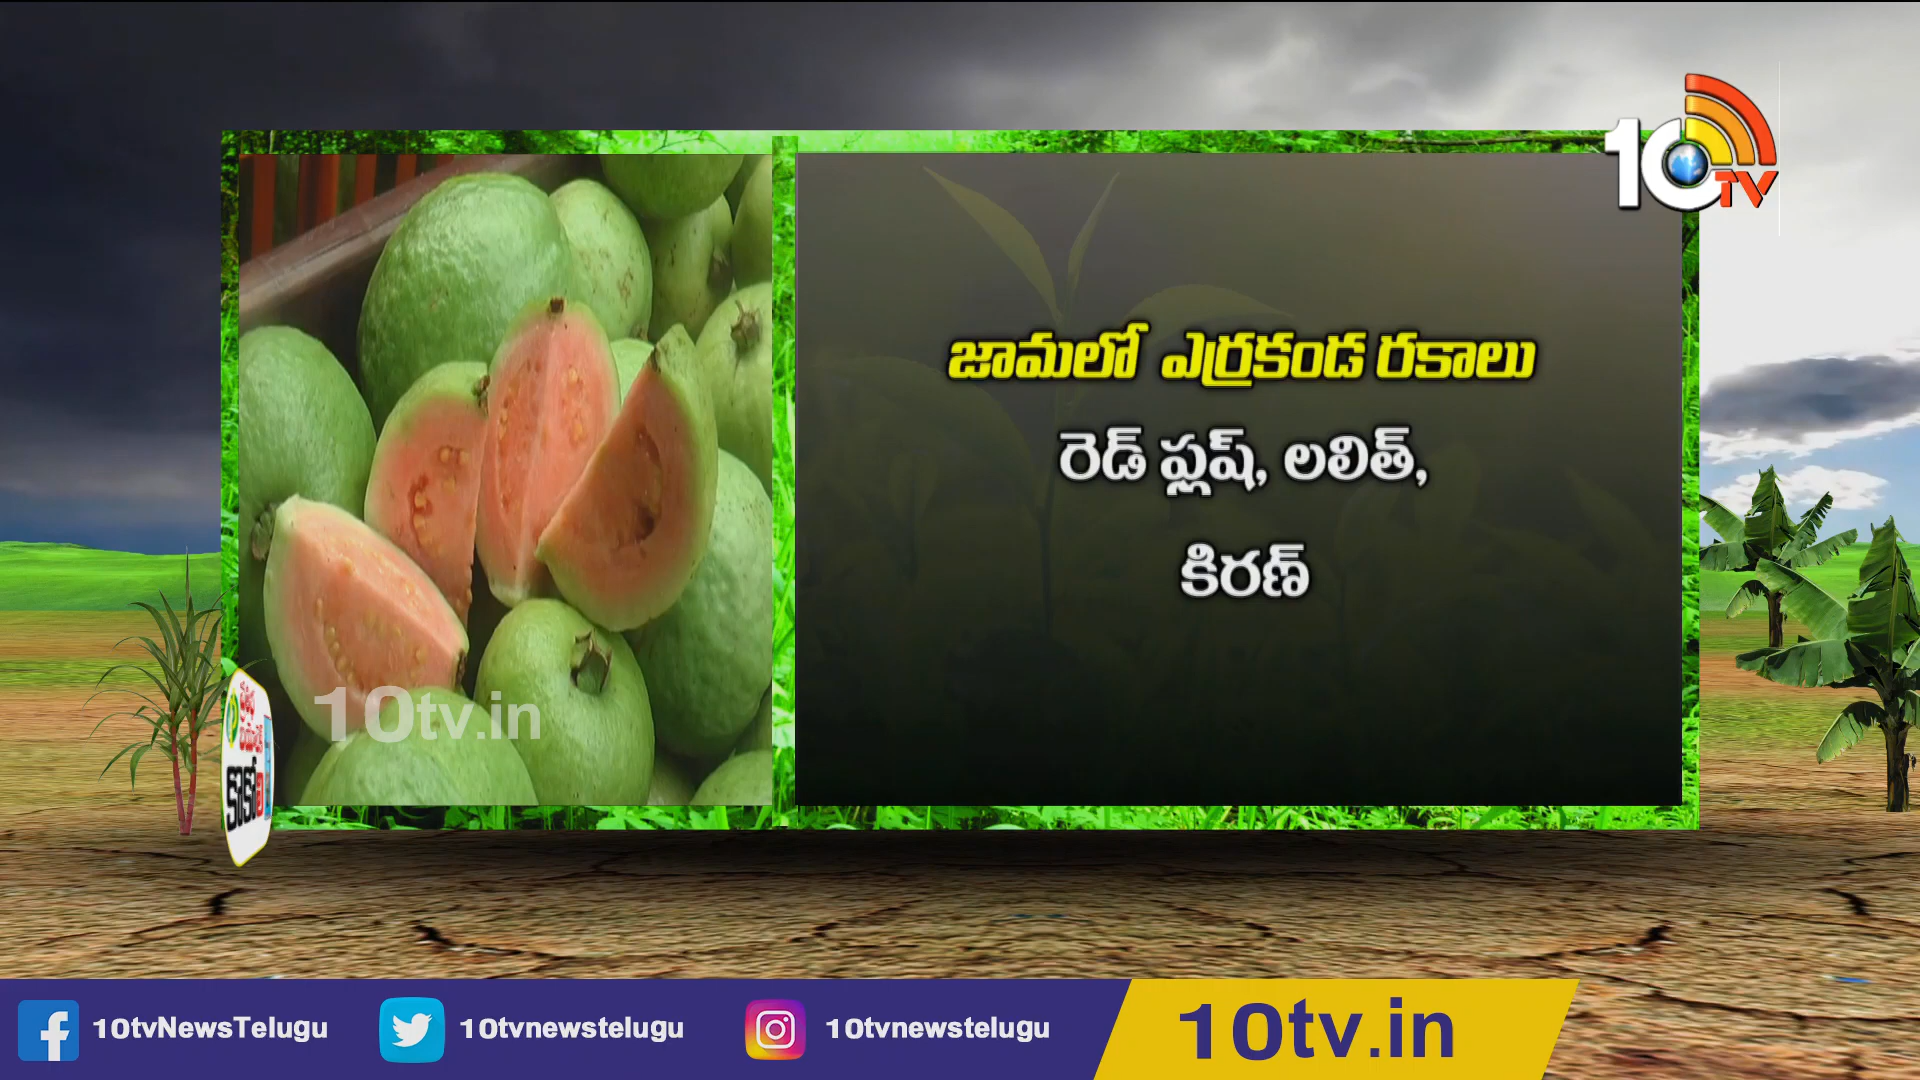 10TV
జామలో ఎర్రకండ రకాలు
రెడ్ ఫ్లష్, లలిత్,
కిరణ్
10tv.in
10tvNewsTelugu
10tvnewstelugu
10tvnewstelugu
10tv.in